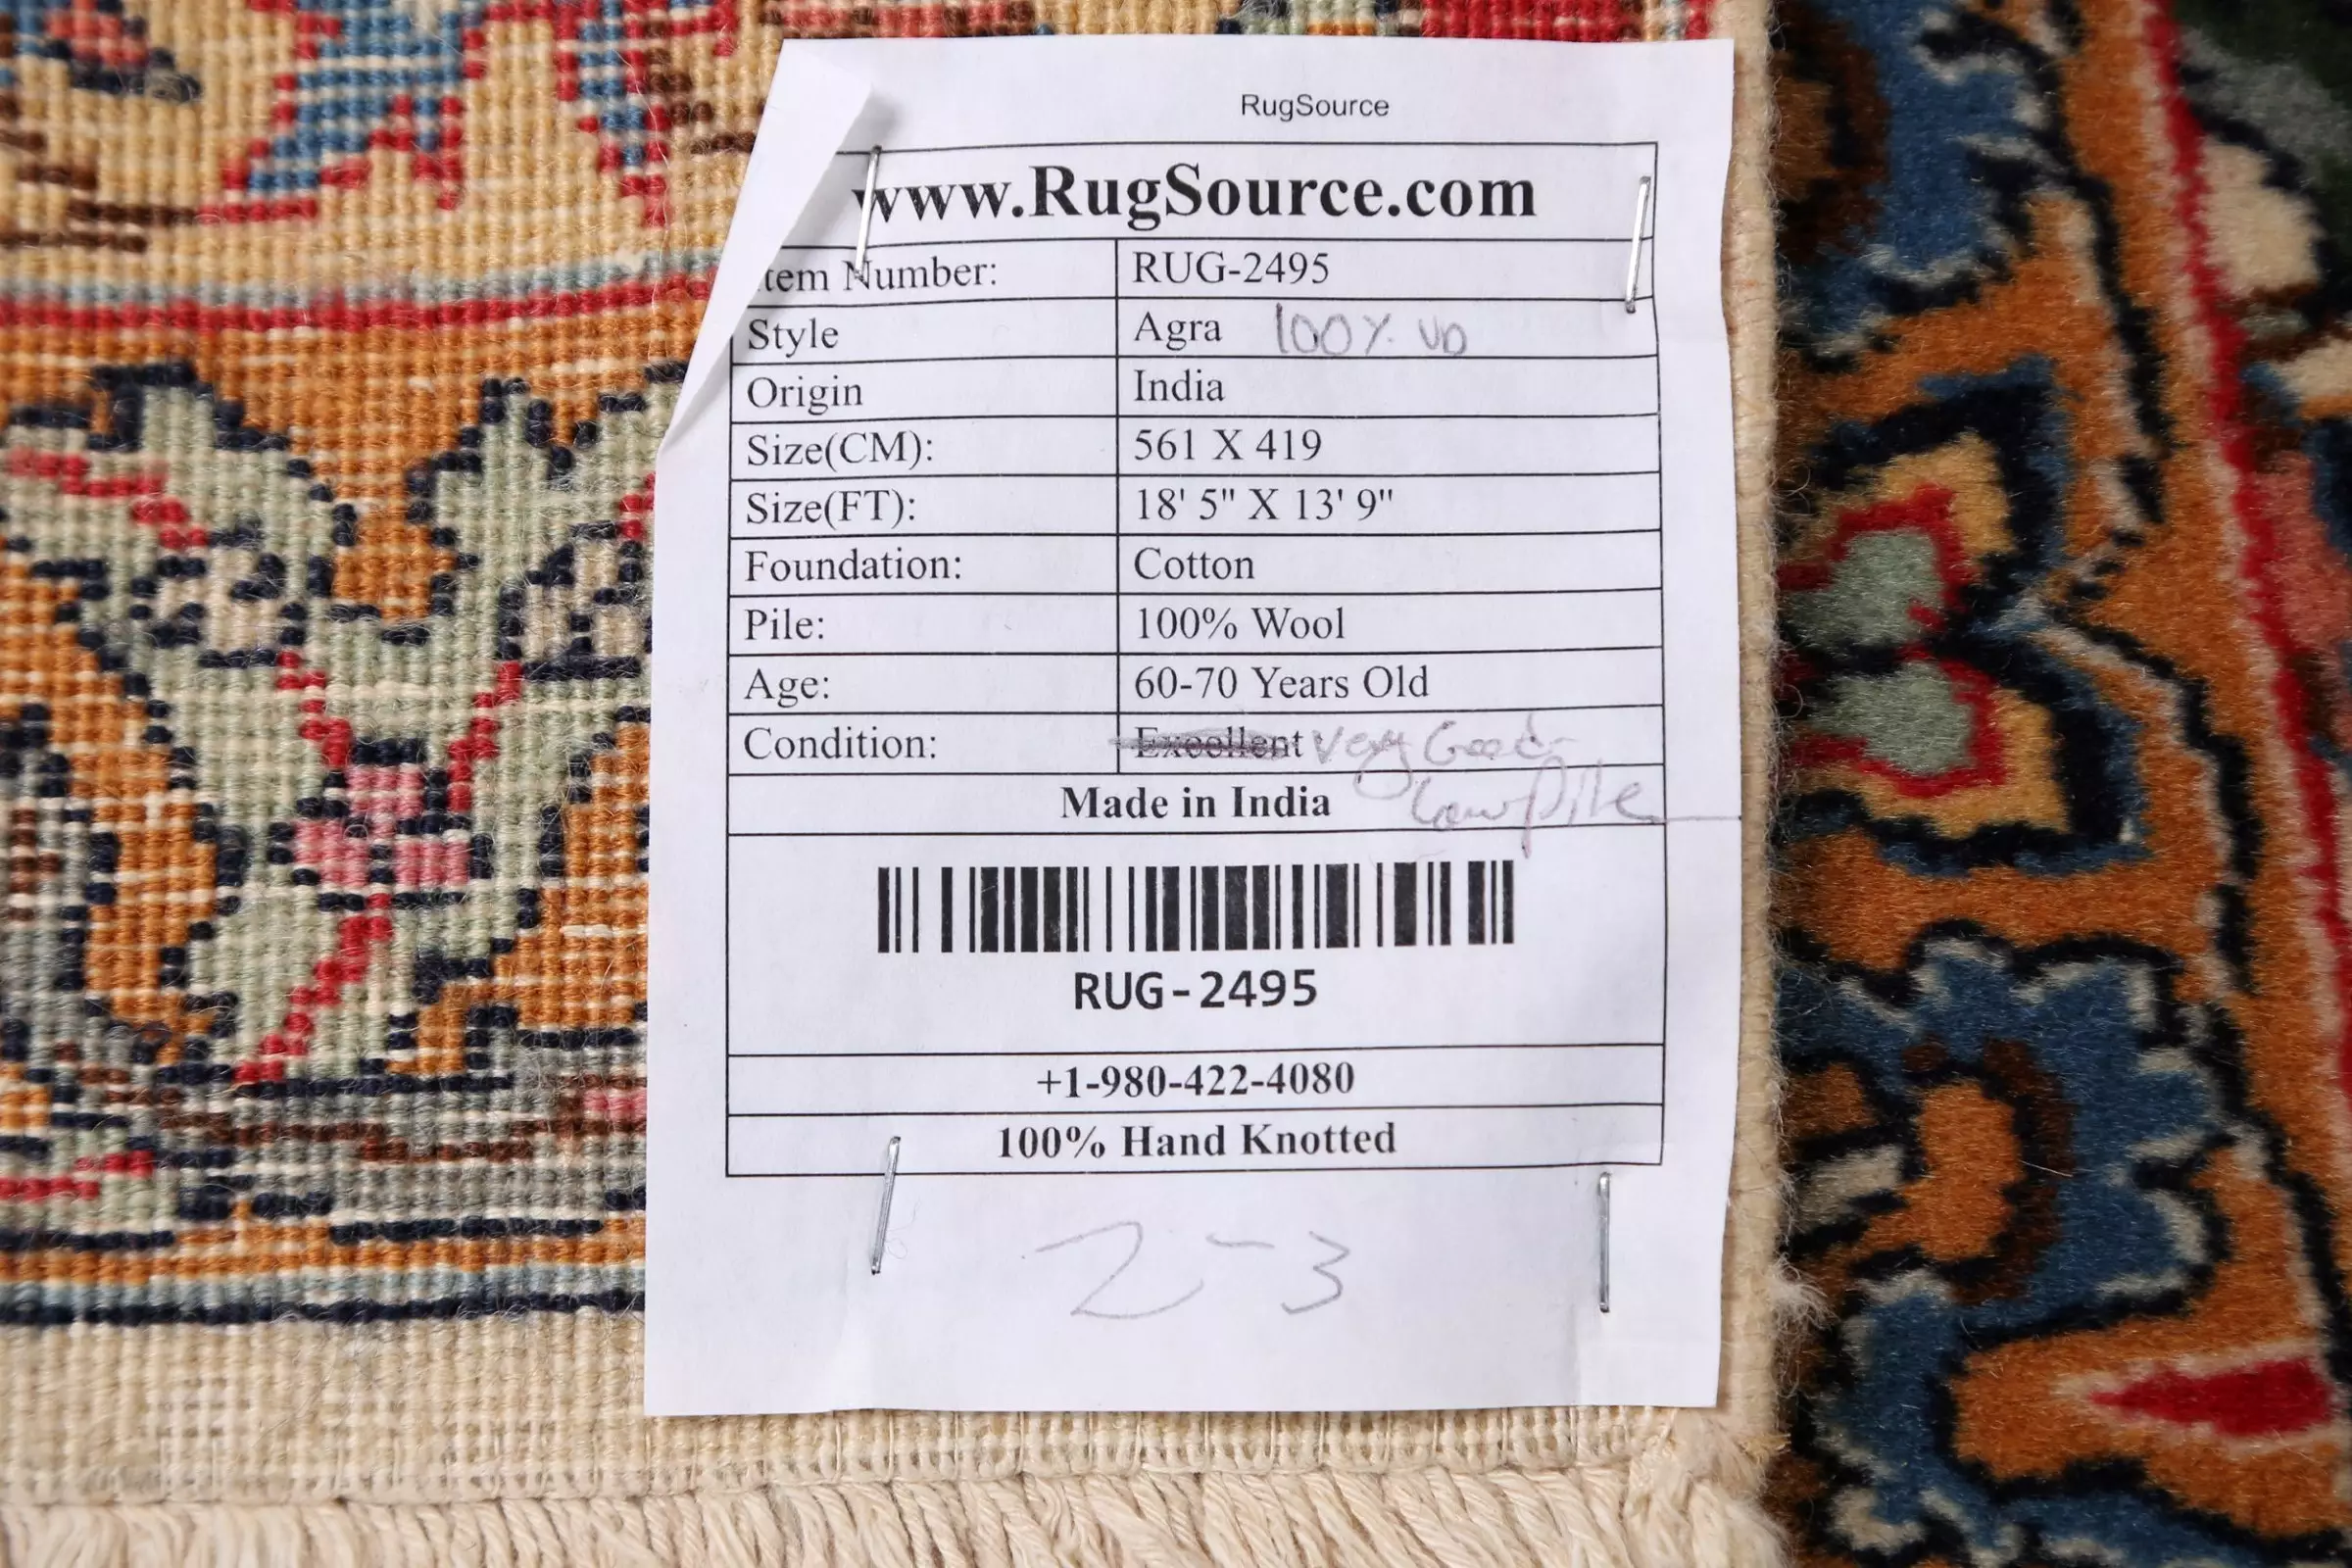 RugSource
www.RugSource.com
Item Number: RUG-2495
Style Agra 100% VD
Origin India
Size(CM): 561 X 419
Size(FT): 18' 5" X 13' 9"
Foundation: Cotton
Pile: 100% Wool
Age: 60-70 Years Old
Condition: Excellent Very Good
Low Pile
Made in India
RUG-2495
+1-980-422-4080
100% Hand Knotted
2-3